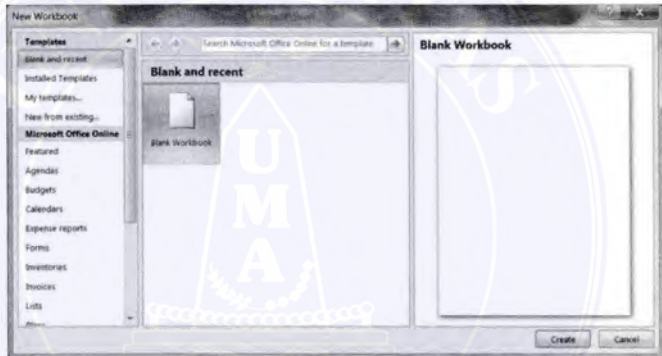 New Workbook
Templates
Blank and recent
Installed Templates
My templates...
New from existing...
Microsoft Office Online
Featured
Agendas
Budgets
Calendars
Expense reports
Forms
Inventories
Invoices
Lists
Search Microsoft Office Online for a template
Blank and recent
Blank Workbook
Blank Workbook
UMA
Create
Cancel